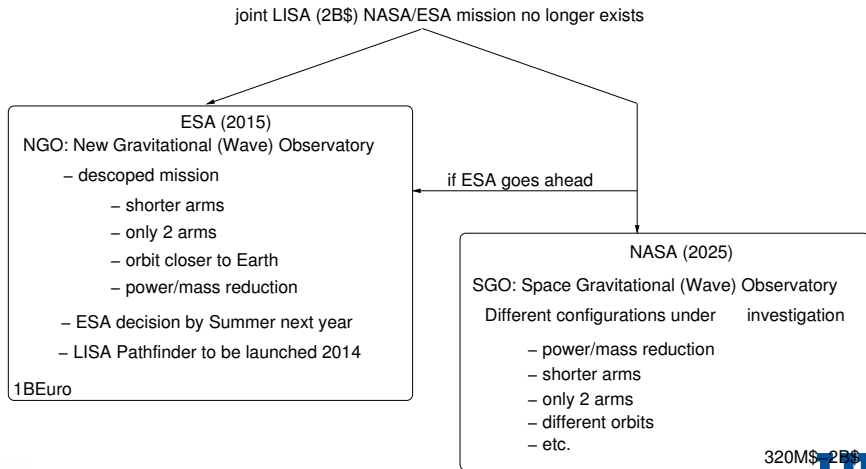 joint LISA (2B$) NASA/ESA mission no longer exists
ESA (2015)
NGO: New Gravitational (Wave) Observatory
– descoped mission
– shorter arms
– only 2 arms
– orbit closer to Earth
– power/mass reduction
– ESA decision by Summer next year
– LISA Pathfinder to be launched 2014
1BEuro
if ESA goes ahead
NASA (2025)
SGO: Space Gravitational (Wave) Observatory
Different configurations under investigation
– power/mass reduction
– shorter arms
– only 2 arms
– different orbits
– etc.
320M$–2B$